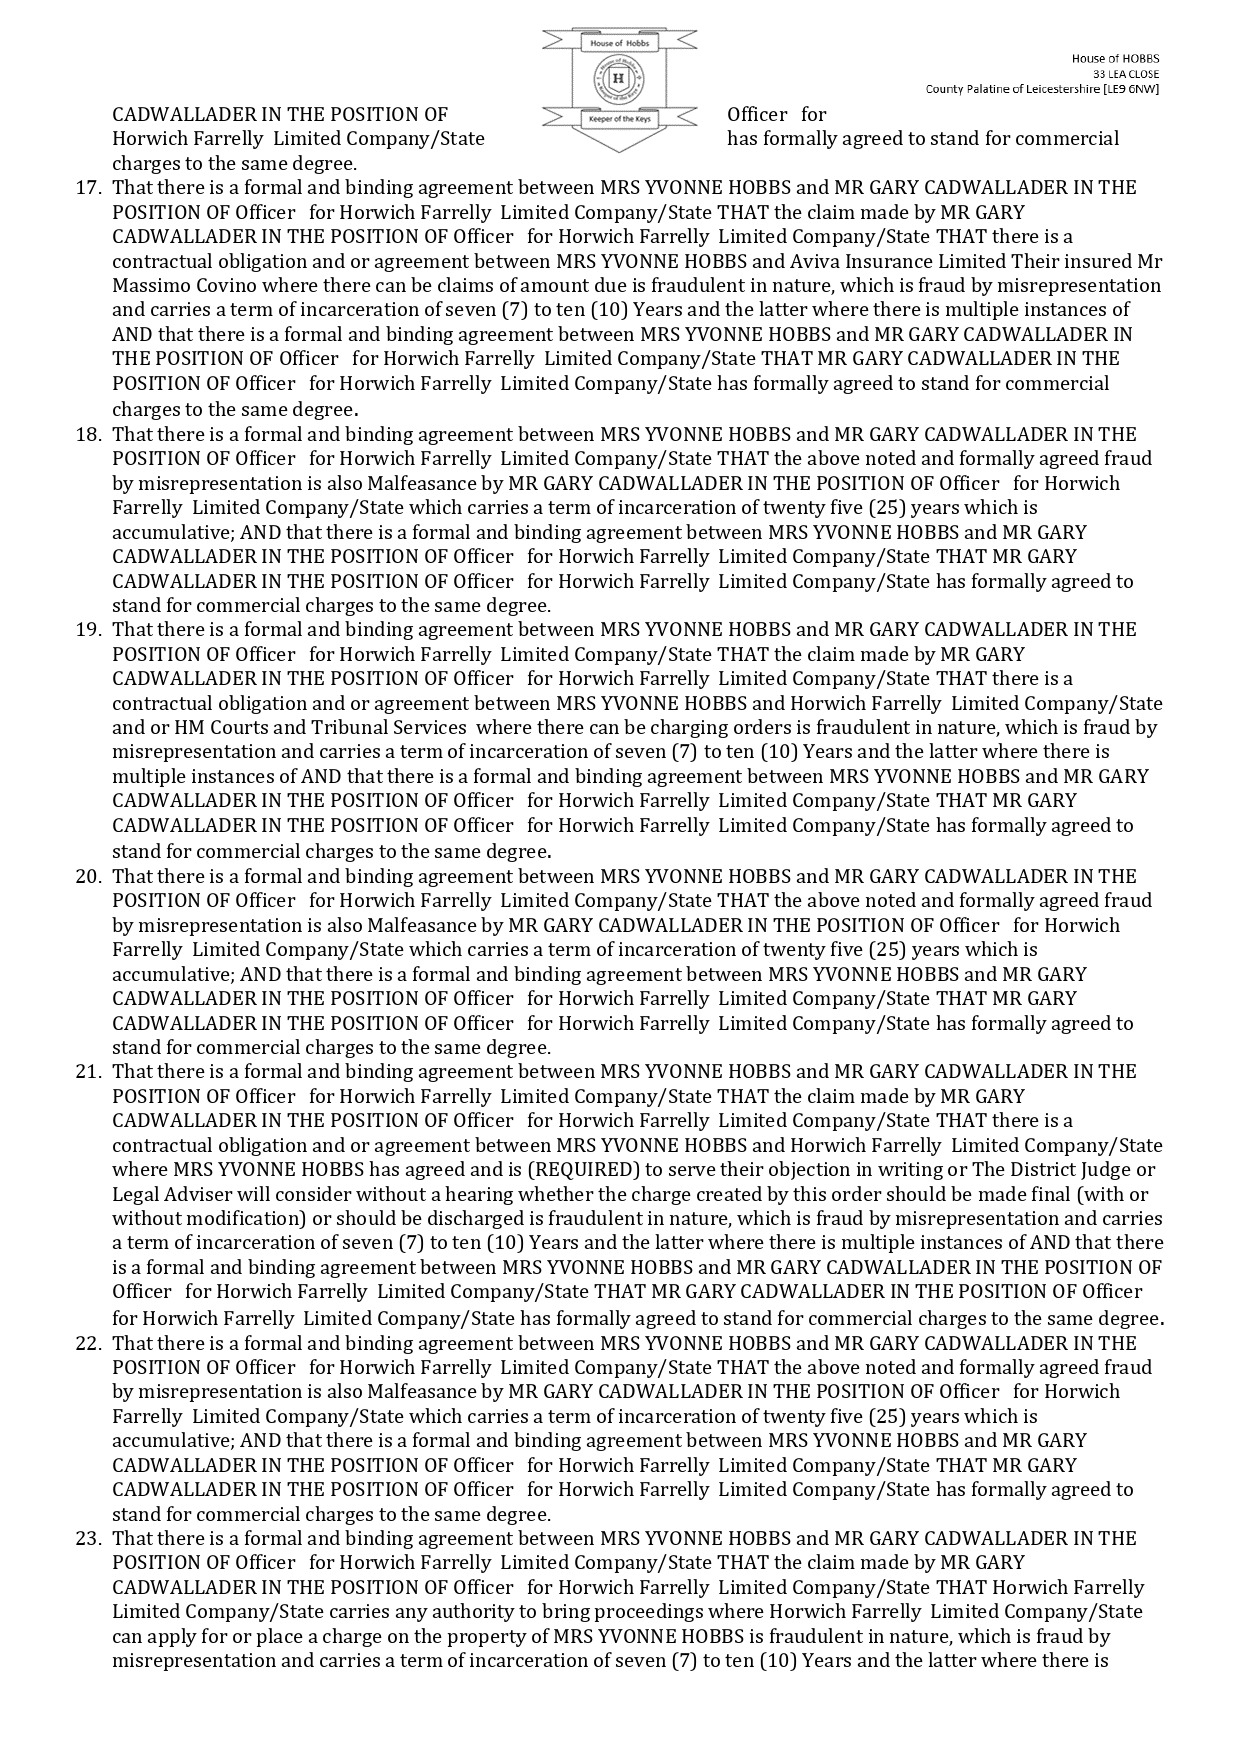 House of Hobbs
H
Keeper of the Keys
House of HOBBS
33 LEA CLOSE
County Palatine of Leicestershire [LE9 6NW]
CADWALLADER IN THE POSITION OF Officer for
Horwich Farrelly Limited Company/State has formally agreed to stand for commercial
charges to the same degree.
17. That there is a formal and binding agreement between MRS YVONNE HOBBS and MR GARY CADWALLADER IN THE
POSITION OF Officer for Horwich Farrelly Limited Company/State THAT the claim made by MR GARY
CADWALLADER IN THE POSITION OF Officer for Horwich Farrelly Limited Company/State THAT there is a
contractual obligation and or agreement between MRS YVONNE HOBBS and Aviva Insurance Limited Their insured Mr
Massimo Covino where there can be claims of amount due is fraudulent in nature, which is fraud by misrepresentation
and carries a term of incarceration of seven (7) to ten (10) Years and the latter where there is multiple instances of
AND that there is a formal and binding agreement between MRS YVONNE HOBBS and MR GARY CADWALLADER IN
THE POSITION OF Officer for Horwich Farrelly Limited Company/State THAT MR GARY CADWALLADER IN THE
POSITION OF Officer for Horwich Farrelly Limited Company/State has formally agreed to stand for commercial
charges to the same degree.
18. That there is a formal and binding agreement between MRS YVONNE HOBBS and MR GARY CADWALLADER IN THE
POSITION OF Officer for Horwich Farrelly Limited Company/State THAT the above noted and formally agreed fraud
by misrepresentation is also Malfeasance by MR GARY CADWALLADER IN THE POSITION OF Officer for Horwich
Farrelly Limited Company/State which carries a term of incarceration of twenty five (25) years which is
accumulative; AND that there is a formal and binding agreement between MRS YVONNE HOBBS and MR GARY
CADWALLADER IN THE POSITION OF Officer for Horwich Farrelly Limited Company/State THAT MR GARY
CADWALLADER IN THE POSITION OF Officer for Horwich Farrelly Limited Company/State has formally agreed to
stand for commercial charges to the same degree.
19. That there is a formal and binding agreement between MRS YVONNE HOBBS and MR GARY CADWALLADER IN THE
POSITION OF Officer for Horwich Farrelly Limited Company/State THAT the claim made by MR GARY
CADWALLADER IN THE POSITION OF Officer for Horwich Farrelly Limited Company/State THAT there is a
contractual obligation and or agreement between MRS YVONNE HOBBS and Horwich Farrelly Limited Company/State
and or HM Courts and Tribunal Services where there can be charging orders is fraudulent in nature, which is fraud by
misrepresentation and carries a term of incarceration of seven (7) to ten (10) Years and the latter where there is
multiple instances of AND that there is a formal and binding agreement between MRS YVONNE HOBBS and MR GARY
CADWALLADER IN THE POSITION OF Officer for Horwich Farrelly Limited Company/State THAT MR GARY
CADWALLADER IN THE POSITION OF Officer for Horwich Farrelly Limited Company/State has formally agreed to
stand for commercial charges to the same degree.
20. That there is a formal and binding agreement between MRS YVONNE HOBBS and MR GARY CADWALLADER IN THE
POSITION OF Officer for Horwich Farrelly Limited Company/State THAT the above noted and formally agreed fraud
by misrepresentation is also Malfeasance by MR GARY CADWALLADER IN THE POSITION OF Officer for Horwich
Farrelly Limited Company/State which carries a term of incarceration of twenty five (25) years which is
accumulative; AND that there is a formal and binding agreement between MRS YVONNE HOBBS and MR GARY
CADWALLADER IN THE POSITION OF Officer for Horwich Farrelly Limited Company/State THAT MR GARY
CADWALLADER IN THE POSITION OF Officer for Horwich Farrelly Limited Company/State has formally agreed to
stand for commercial charges to the same degree.
21. That there is a formal and binding agreement between MRS YVONNE HOBBS and MR GARY CADWALLADER IN THE
POSITION OF Officer for Horwich Farrelly Limited Company/State THAT the claim made by MR GARY
CADWALLADER IN THE POSITION OF Officer for Horwich Farrelly Limited Company/State THAT there is a
contractual obligation and or agreement between MRS YVONNE HOBBS and Horwich Farrelly Limited Company/State
where MRS YVONNE HOBBS has agreed and is (REQUIRED) to serve their objection in writing or The District Judge or
Legal Adviser will consider without a hearing whether the charge created by this order should be made final (with or
without modification) or should be discharged is fraudulent in nature, which is fraud by misrepresentation and carries
a term of incarceration of seven (7) to ten (10) Years and the latter where there is multiple instances of AND that there
is a formal and binding agreement between MRS YVONNE HOBBS and MR GARY CADWALLADER IN THE POSITION OF
Officer for Horwich Farrelly Limited Company/State THAT MR GARY CADWALLADER IN THE POSITION OF Officer
for Horwich Farrelly Limited Company/State has formally agreed to stand for commercial charges to the same degree.
22. That there is a formal and binding agreement between MRS YVONNE HOBBS and MR GARY CADWALLADER IN THE
POSITION OF Officer for Horwich Farrelly Limited Company/State THAT the above noted and formally agreed fraud
by misrepresentation is also Malfeasance by MR GARY CADWALLADER IN THE POSITION OF Officer for Horwich
Farrelly Limited Company/State which carries a term of incarceration of twenty five (25) years which is
accumulative; AND that there is a formal and binding agreement between MRS YVONNE HOBBS and MR GARY
CADWALLADER IN THE POSITION OF Officer for Horwich Farrelly Limited Company/State THAT MR GARY
CADWALLADER IN THE POSITION OF Officer for Horwich Farrelly Limited Company/State has formally agreed to
stand for commercial charges to the same degree.
23. That there is a formal and binding agreement between MRS YVONNE HOBBS and MR GARY CADWALLADER IN THE
POSITION OF Officer for Horwich Farrelly Limited Company/State THAT the claim made by MR GARY
CADWALLADER IN THE POSITION OF Officer for Horwich Farrelly Limited Company/State THAT Horwich Farrelly
Limited Company/State carries any authority to bring proceedings where Horwich Farrelly Limited Company/State
can apply for or place a charge on the property of MRS YVONNE HOBBS is fraudulent in nature, which is fraud by
misrepresentation and carries a term of incarceration of seven (7) to ten (10) Years and the latter where there is